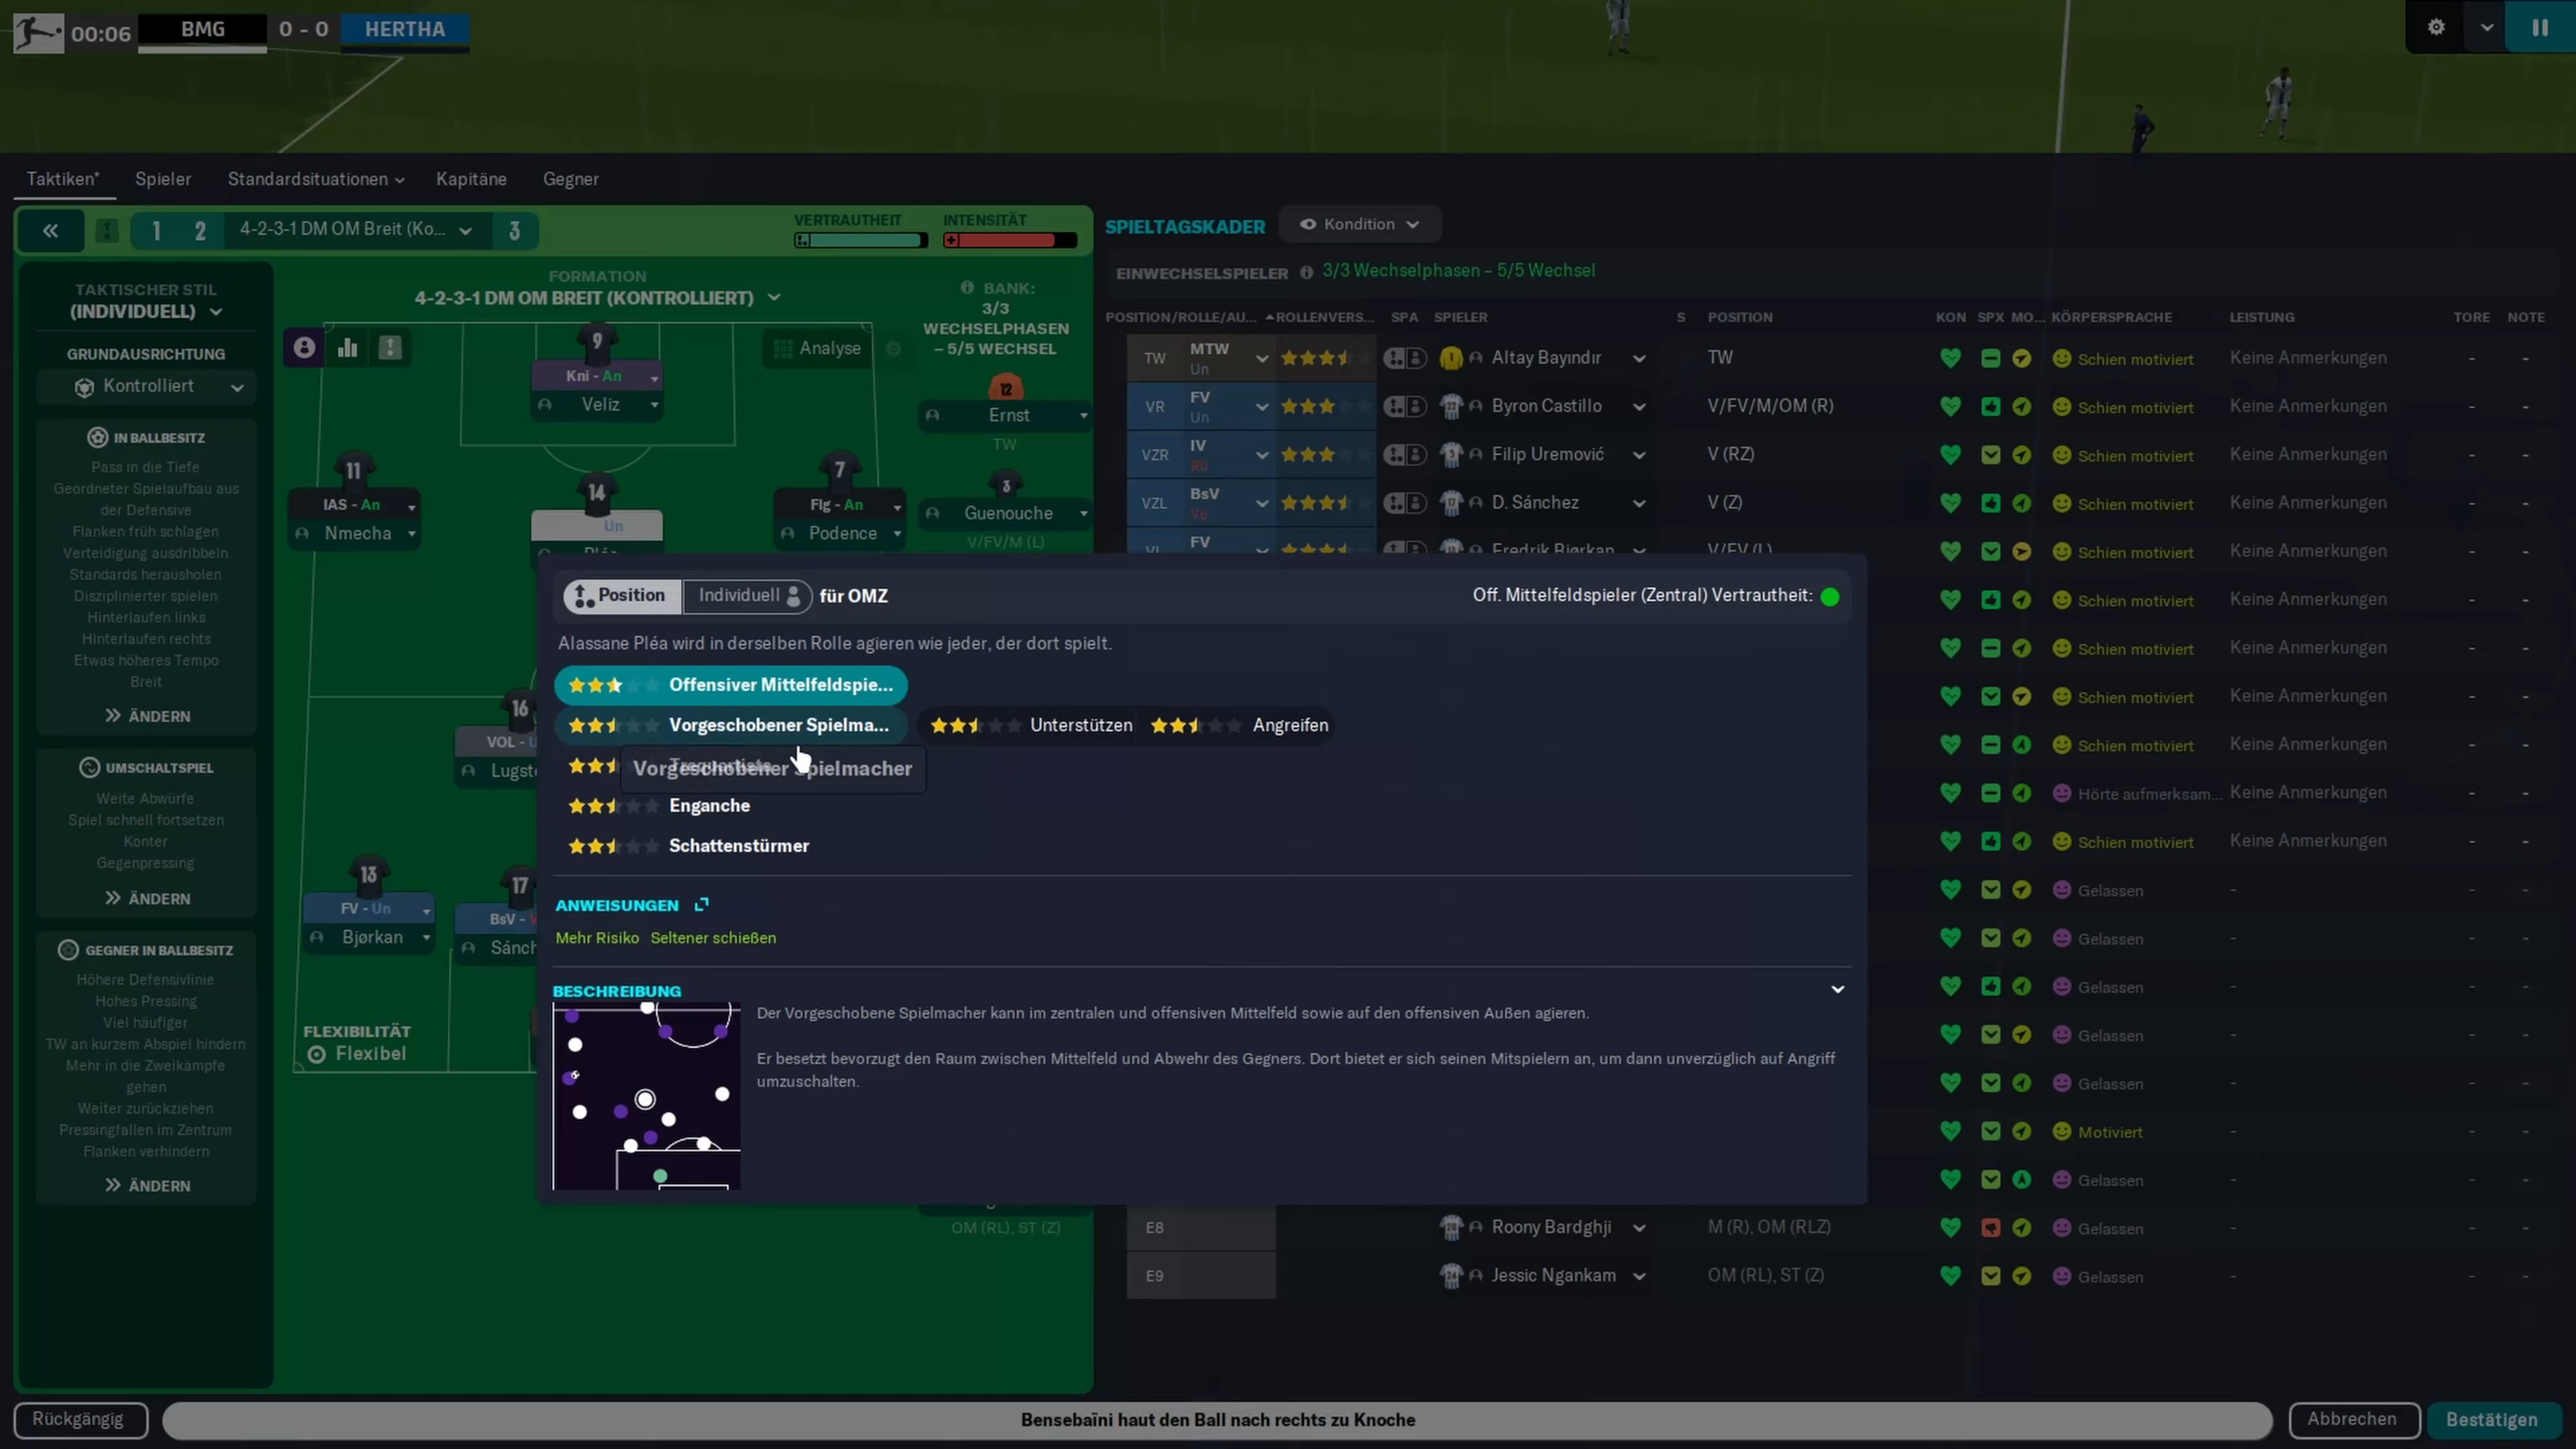 00:06 BMG 0 - 0 HERTHA
Taktiken* Spieler Standardsituationen Kapitäne Gegner
1 2 4-2-3-1 DM OM Breit (Ko... 3
VERTRAUTHEIT INTENSITÄT
TAKTISCHER STIL
(INDIVIDUELL)
GRUNDAUSRICHTUNG
Kontrolliert
IN BALLBESITZ
Pass in die Tiefe
Geordneter Spielaufbau aus
der Defensive
Flanken früh schlagen
Verteidigung ausdribbeln
Standards herausholen
Disziplinierter spielen
Hinterlaufen links
Hinterlaufen rechts
Etwas höheres Tempo
Breit
ÄNDERN
UMSCHALTSPIEL
Weite Abwürfe
Spiel schnell fortsetzen
Konter
Gegenpressing
ÄNDERN
GEGNER IN BALLBESITZ
Höhere Defensivlinie
Hohes Pressing
Viel häufiger
TW an kurzem Abspiel hindern
Mehr in die Zweikämpfe
gehen
Weiter zurückziehen
Pressingfallen im Zentrum
Flanken verhindern
ÄNDERN
FORMATION
4-2-3-1 DM OM BREIT (KONTROLLIERT)
Analyse
9
Kni - An
Veliz
11
IAS - An
Nmecha
14
Un
7
Flg - An
Podence
16
VOL - U
Lugst
13
FV - Un
Bjørkan
17
BsV -
Sánch
FLEXIBILITÄT
Flexibel
BANK:
3/3
WECHSELPHASEN
– 5/5 WECHSEL
12
Ernst
TW
3
Guenouche
V/FV/M (L)
OM (RL), ST (Z)
SPIELTAGSKADER Kondition
EINWECHSELSPIELER 3/3 Wechselphasen – 5/5 Wechsel
POSITION/ROLLE/AU... ROLLENVERS... SPA SPIELER S POSITION KON SPX MO... KÖRPERSPRACHE LEISTUNG TORE NOTE
TW MTW Un Altay Bayındır TW Schien motiviert Keine Anmerkungen - -
VR FV Un Byron Castillo V/FV/M/OM (R) Schien motiviert Keine Anmerkungen - -
VZR IV Rü Filip Uremović V (RZ) Schien motiviert Keine Anmerkungen - -
VZL BsV Ve D. Sánchez V (Z) Schien motiviert Keine Anmerkungen - -
VL FV Fredrik Bjørkan V/FV (L) Schien motiviert Keine Anmerkungen - -
Schien motiviert Keine Anmerkungen - -
Schien motiviert Keine Anmerkungen - -
Schien motiviert Keine Anmerkungen - -
Schien motiviert Keine Anmerkungen - -
Hörte aufmerksam... Keine Anmerkungen - -
Schien motiviert Keine Anmerkungen - -
Gelassen - - -
Gelassen - - -
Gelassen - - -
Gelassen - - -
Gelassen - - -
Motiviert - - -
Gelassen - - -
E8 Roony Bardghji M (R), OM (RLZ) Gelassen - - -
E9 Jessic Ngankam OM (RL), ST (Z) Gelassen - - -
Position Individuell für OMZ
Off. Mittelfeldspieler (Zentral) Vertrautheit:
Alassane Pléa wird in derselben Rolle agieren wie jeder, der dort spielt.
Offensiver Mittelfeldspie...
Vorgeschobener Spielma... Unterstützen Angreifen
Vorgeschobener Spielmacher
Enganche
Schattenstürmer
ANWEISUNGEN
Mehr Risiko Seltener schießen
BESCHREIBUNG
Der Vorgeschobene Spielmacher kann im zentralen und offensiven Mittelfeld sowie auf den offensiven Außen agieren.
Er besetzt bevorzugt den Raum zwischen Mittelfeld und Abwehr des Gegners. Dort bietet er sich seinen Mitspielern an, um dann unverzüglich auf Angriff
umzuschalten.
Rückgängig
Bensebaïni haut den Ball nach rechts zu Knoche
Abbrechen Bestätigen